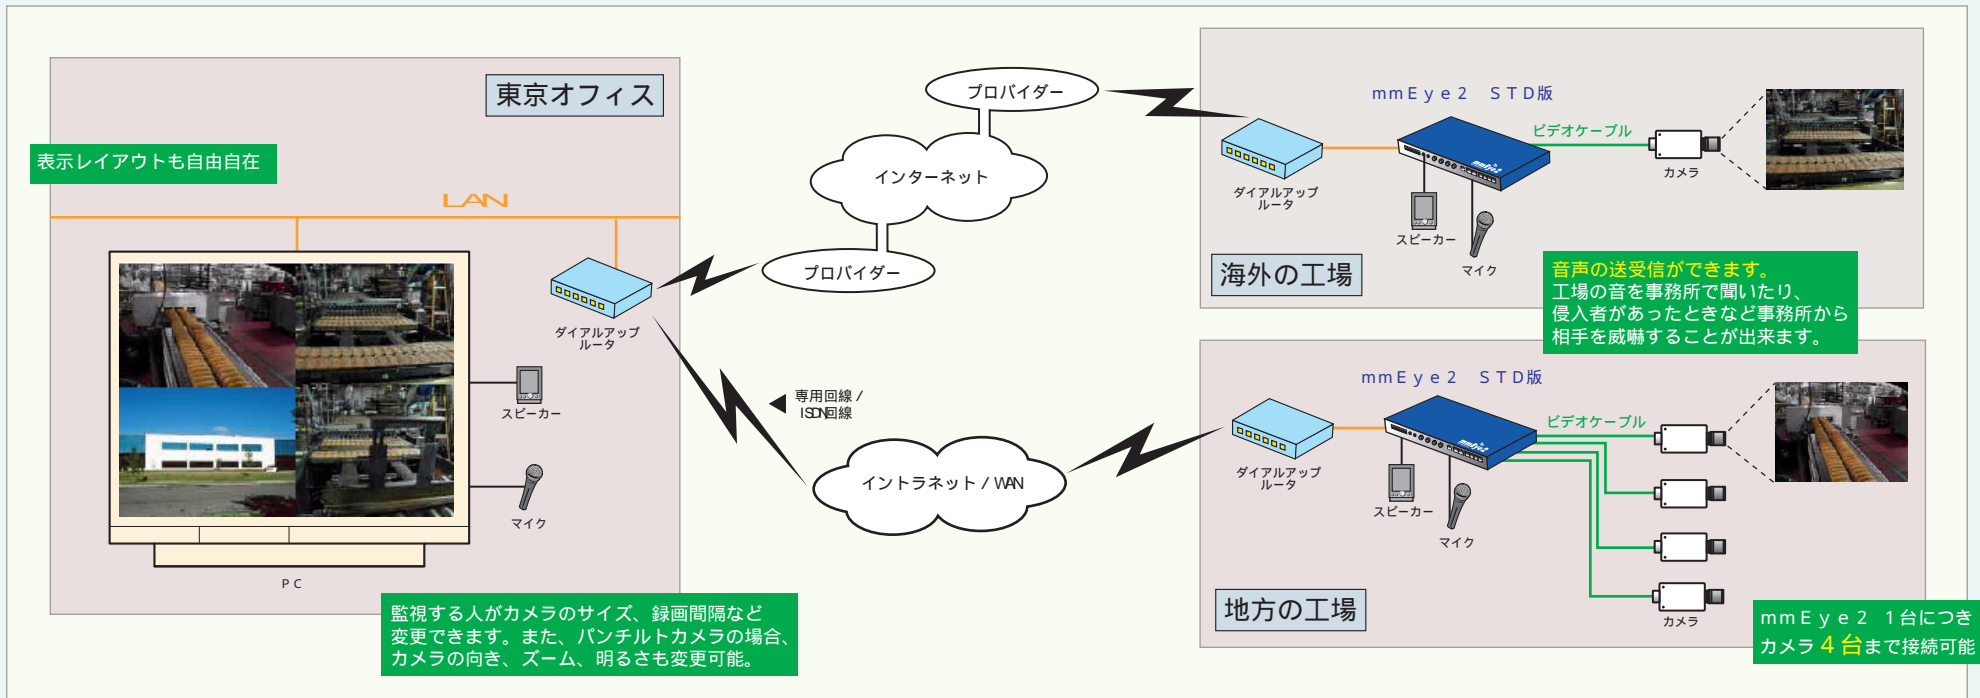 東京オフィス
表示レイアウトも自由自在
LAN
ダイアルアップ
ルータ
スピーカー
マイク
PC
監視する人がカメラのサイズ、録画間隔など
変更できます。また、パンチルトカメラの場合、
カメラの向き、ズーム、明るさも変更可能。
プロバイダー
インターネット
プロバイダー
専用回線 /
ISDN回線
イントラネット / WAN
mmEye2 STD版
ビデオケーブル
カメラ
ダイアルアップ
ルータ
mmEye2
スピーカー
マイク
海外の工場
音声の送受信ができます。
工場の音を事務所で聞いたり、
侵入者があったときなど事務所から
相手を威嚇することが出来ます。
mmEye2 STD版
ビデオケーブル
mmEye2
ダイアルアップ
ルータ
スピーカー
マイク
カメラ
地方の工場
mmEye2 1台につき
カメラ4台まで接続可能